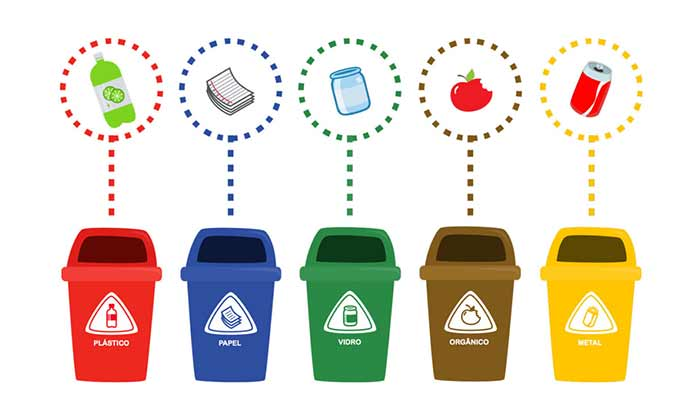 PLÁSTICO
PAPEL
VIDRO
ORGÂNICO
METAL